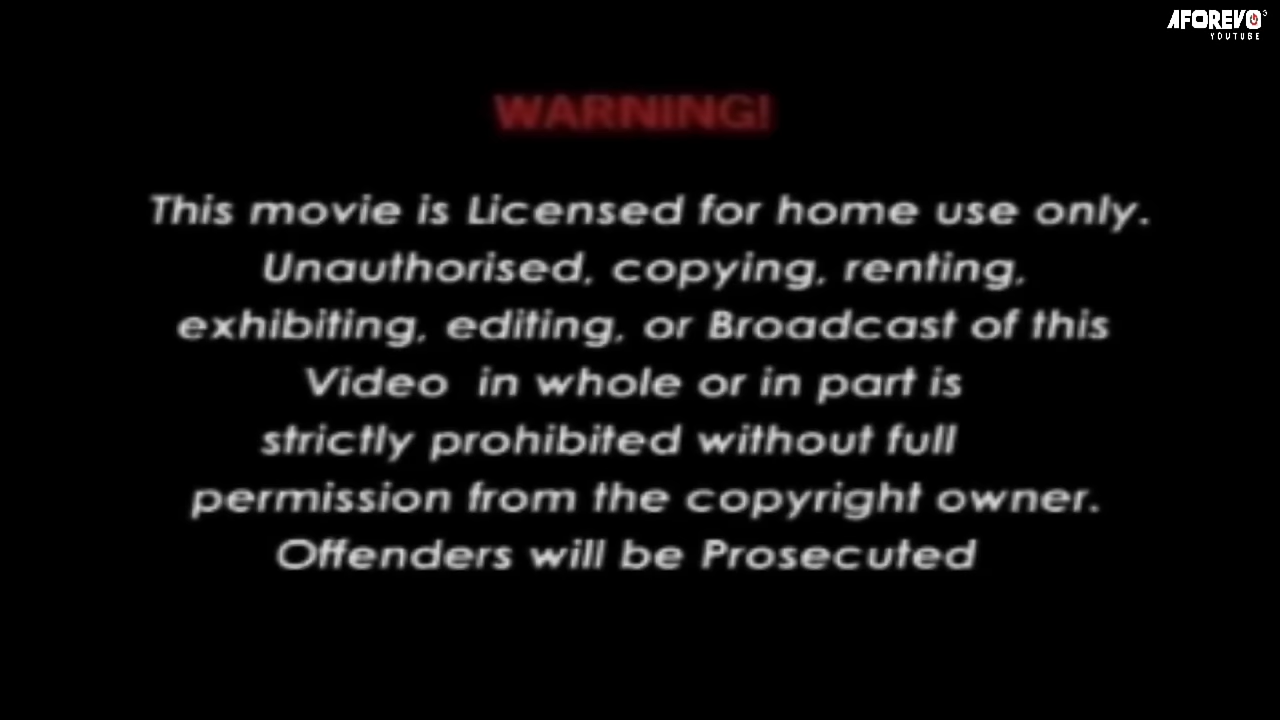 AFOREVO
YOUTUBE
WARNING!
This movie is Licensed for home use only.
Unauthorised, copying, renting,
exhibiting, editing, or Broadcast of this
Video in whole or in part is
strictly prohibited without full
permission from the copyright owner.
Offenders will be Prosecuted